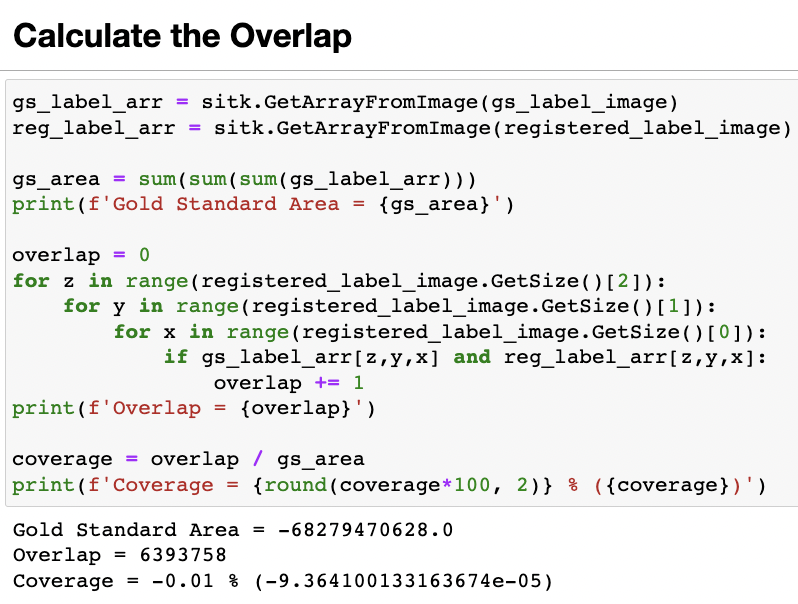 Calculate the Overlap
gs_label_arr = sitk.GetArrayFromImage(gs_label_image)
reg_label_arr = sitk.GetArrayFromImage(registered_label_image)
gs_area = sum(sum(sum(gs_label_arr)))
print(f'Gold Standard Area = {gs_area}')
overlap = 0
for z in range(registered_label_image.GetSize()[2]):
    for y in range(registered_label_image.GetSize()[1]):
        for x in range(registered_label_image.GetSize()[0]):
            if gs_label_arr[z,y,x] and reg_label_arr[z,y,x]:
                overlap += 1
print(f'Overlap = {overlap}')
coverage = overlap / gs_area
print(f'Coverage = {round(coverage*100, 2)} % ({coverage})')
Gold Standard Area = -68279470628.0
Overlap = 6393758
Coverage = -0.01 % (-9.364100133163674e-05)